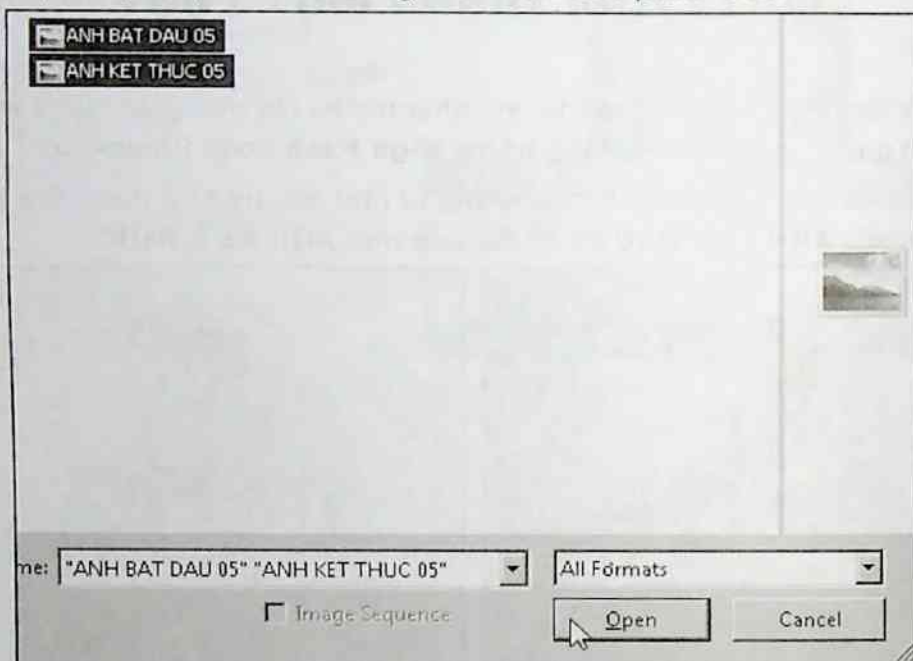 ANH BAT DAU 05
ANH KET THUC 05
me: "ANH BAT DAU 05" "ANH KET THUC 05"
All Formats
Image Sequence
Open
Cancel